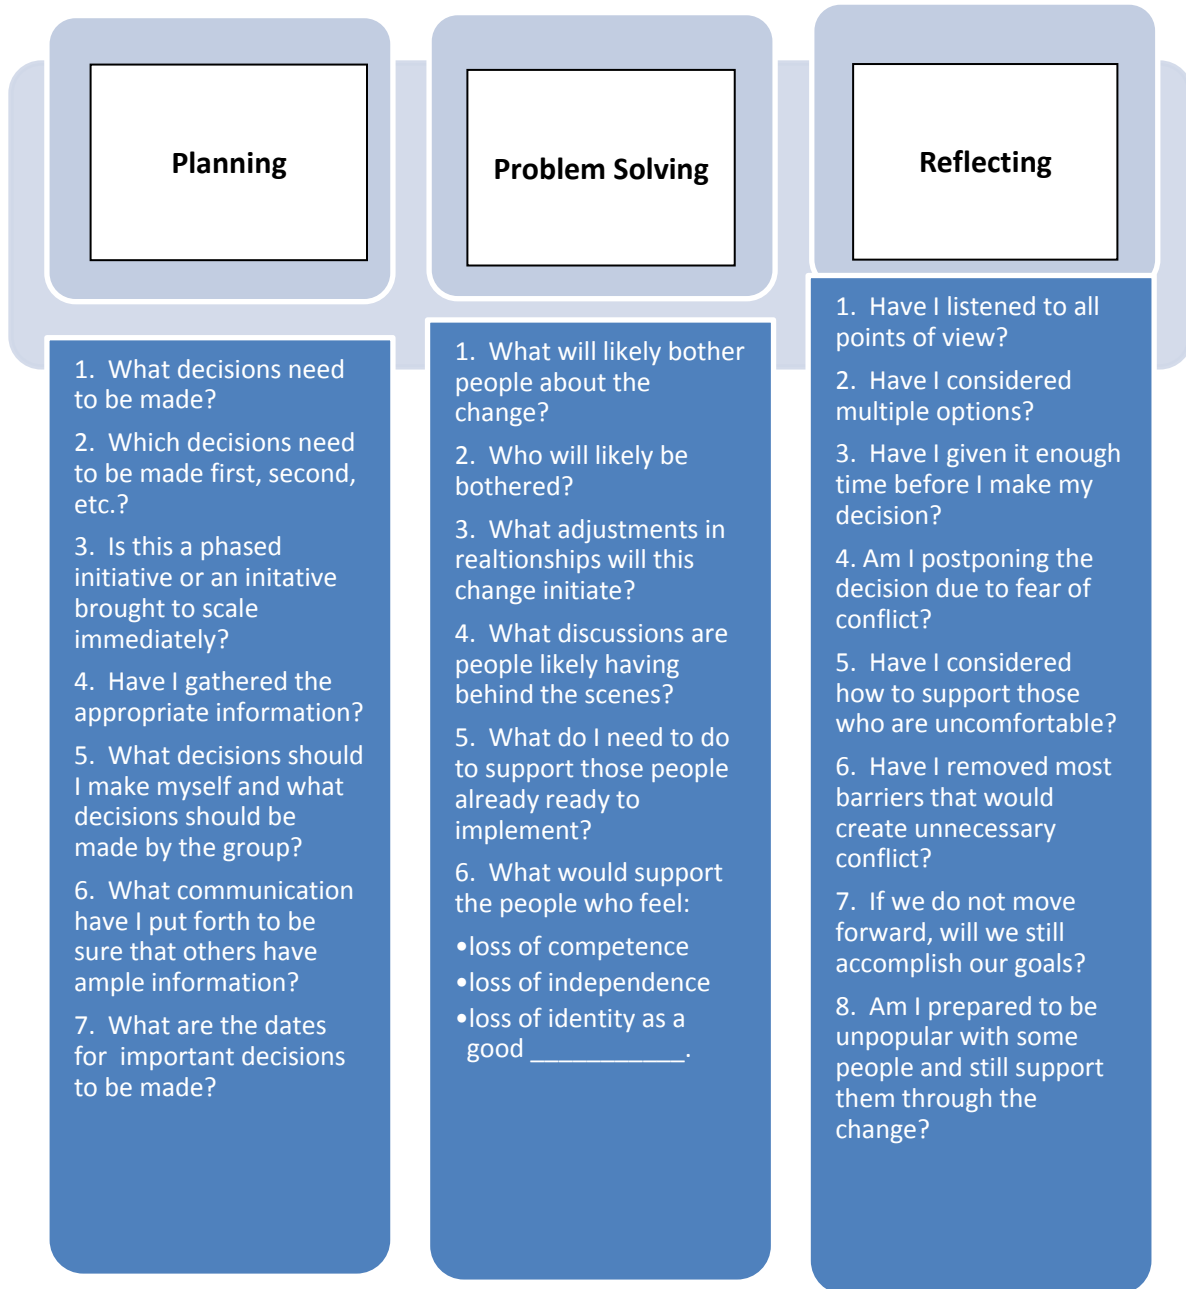 Planning
1.  What decisions need
to be made?
2.  Which decisions need
to be made first, second,
etc.?
3.  Is this a phased
initiative or an initative
brought to scale
immediately?
4.  Have I gathered the
appropriate information?
5.  What decisions should
I make myself and what
decisions should be
made by the group?
6.  What communication
have I put forth to be
sure that others have
ample information?
7.  What are the dates
for  important decisions
to be made?
Problem Solving
1.  What will likely bother
people about the
change?
2.  Who will likely be
bothered?
3.  What adjustments in
realtionships will this
change initiate?
4.  What discussions are
people likely having
behind the scenes?
5.  What do I need to do
to support those people
already ready to
implement?
6.  What would support
the people who feel:
•loss of competence
•loss of independence
•loss of identity as a
good ___________.
Reflecting
1.  Have I listened to all
points of view?
2.  Have I considered
multiple options?
3.  Have I given it enough
time before I make my
decision?
4. Am I postponing the
decision due to fear of
conflict?
5.  Have I considered
how to support those
who are uncomfortable?
6.  Have I removed most
barriers that would
create unnecessary
conflict?
7.  If we do not move
forward, will we still
accomplish our goals?
8.  Am I prepared to be
unpopular with some
people and still support
them through the
change?